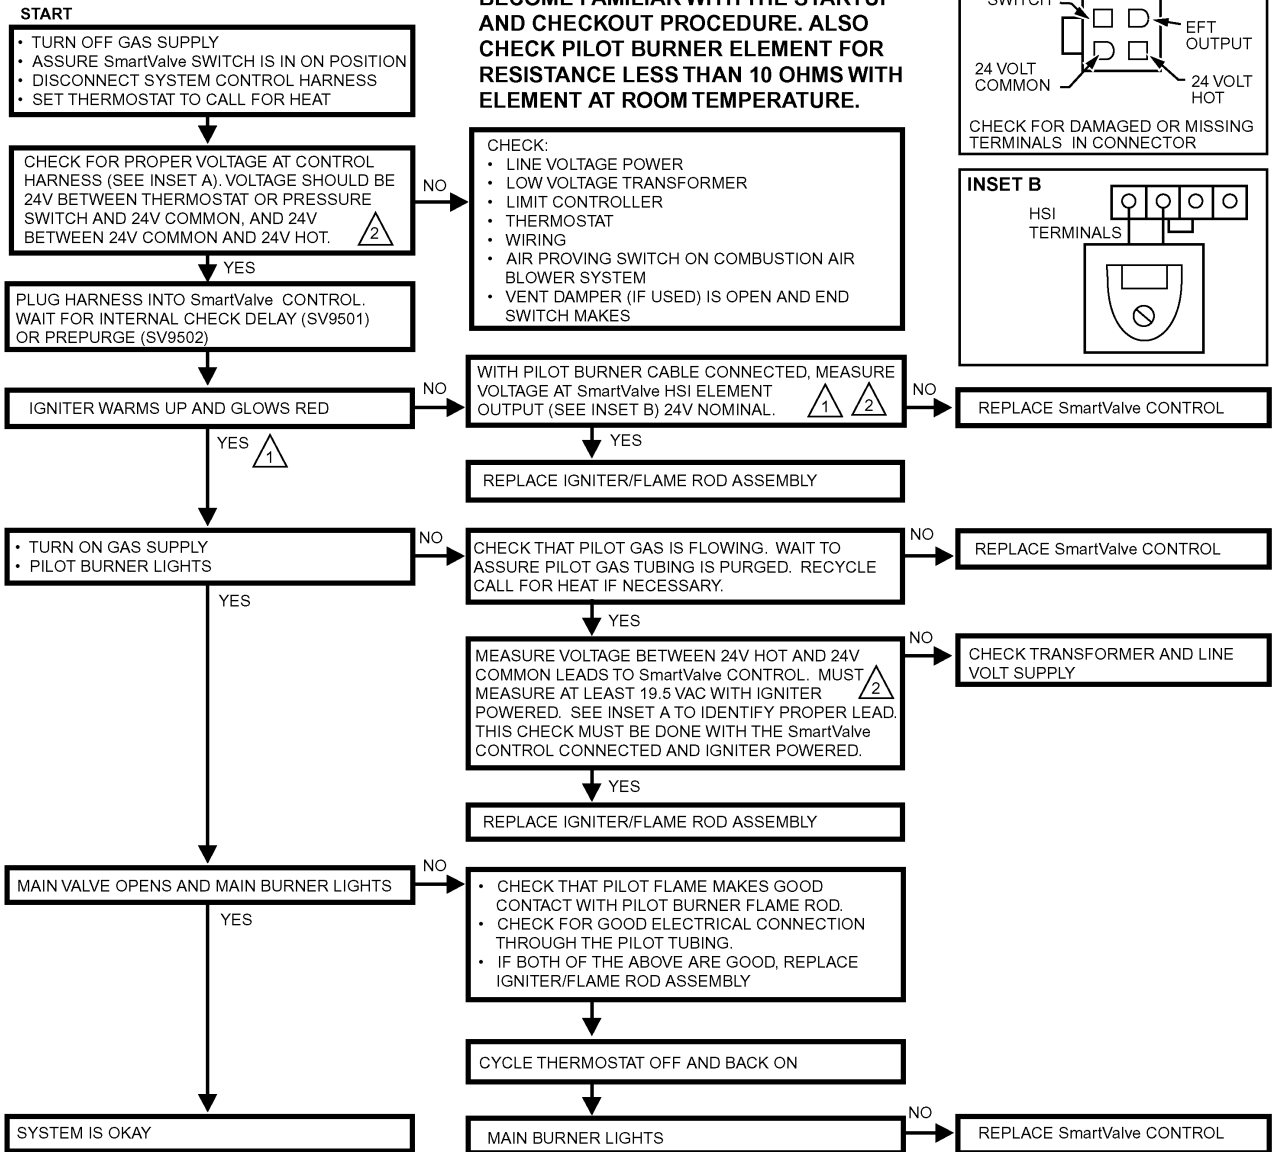 START
• TURN OFF GAS SUPPLY
• ASSURE SmartValve SWITCH IS IN ON POSITION
• DISCONNECT SYSTEM CONTROL HARNESS
• SET THERMOSTAT TO CALL FOR HEAT
BECOME FAMILIAR WITH THE STARTUP
AND CHECKOUT PROCEDURE. ALSO
CHECK PILOT BURNER ELEMENT FOR
RESISTANCE LESS THAN 10 OHMS WITH
ELEMENT AT ROOM TEMPERATURE.
SWITCH
EFT
OUTPUT
24 VOLT
COMMON
24 VOLT
HOT
CHECK FOR DAMAGED OR MISSING
TERMINALS IN CONNECTOR
CHECK FOR PROPER VOLTAGE AT CONTROL
HARNESS (SEE INSET A). VOLTAGE SHOULD BE
24V BETWEEN THERMOSTAT OR PRESSURE
SWITCH AND 24V COMMON, AND 24V
BETWEEN 24V COMMON AND 24V HOT.
2
NO
CHECK:
• LINE VOLTAGE POWER
• LOW VOLTAGE TRANSFORMER
• LIMIT CONTROLLER
• THERMOSTAT
• WIRING
• AIR PROVING SWITCH ON COMBUSTION AIR
BLOWER SYSTEM
• VENT DAMPER (IF USED) IS OPEN AND END
SWITCH MAKES
INSET B
HSI
TERMINALS
YES
PLUG HARNESS INTO SmartValve CONTROL.
WAIT FOR INTERNAL CHECK DELAY (SV9501)
OR PREPURGE (SV9502)
IGNITER WARMS UP AND GLOWS RED
NO
WITH PILOT BURNER CABLE CONNECTED, MEASURE
VOLTAGE AT SmartValve HSI ELEMENT
OUTPUT (SEE INSET B) 24V NOMINAL.
1
2
NO
REPLACE SmartValve CONTROL
YES
1
YES
REPLACE IGNITER/FLAME ROD ASSEMBLY
• TURN ON GAS SUPPLY
• PILOT BURNER LIGHTS
NO
CHECK THAT PILOT GAS IS FLOWING. WAIT TO
ASSURE PILOT GAS TUBING IS PURGED. RECYCLE
CALL FOR HEAT IF NECESSARY.
NO
REPLACE SmartValve CONTROL
YES
YES
MEASURE VOLTAGE BETWEEN 24V HOT AND 24V
COMMON LEADS TO SmartValve CONTROL. MUST
MEASURE AT LEAST 19.5 VAC WITH IGNITER
POWERED. SEE INSET A TO IDENTIFY PROPER LEAD.
THIS CHECK MUST BE DONE WITH THE SmartValve
CONTROL CONNECTED AND IGNITER POWERED.
2
NO
CHECK TRANSFORMER AND LINE
VOLT SUPPLY
YES
REPLACE IGNITER/FLAME ROD ASSEMBLY
MAIN VALVE OPENS AND MAIN BURNER LIGHTS
NO
• CHECK THAT PILOT FLAME MAKES GOOD
CONTACT WITH PILOT BURNER FLAME ROD.
• CHECK FOR GOOD ELECTRICAL CONNECTION
THROUGH THE PILOT TUBING.
• IF BOTH OF THE ABOVE ARE GOOD, REPLACE
IGNITER/FLAME ROD ASSEMBLY
YES
CYCLE THERMOSTAT OFF AND BACK ON
SYSTEM IS OKAY
MAIN BURNER LIGHTS
NO
REPLACE SmartValve CONTROL